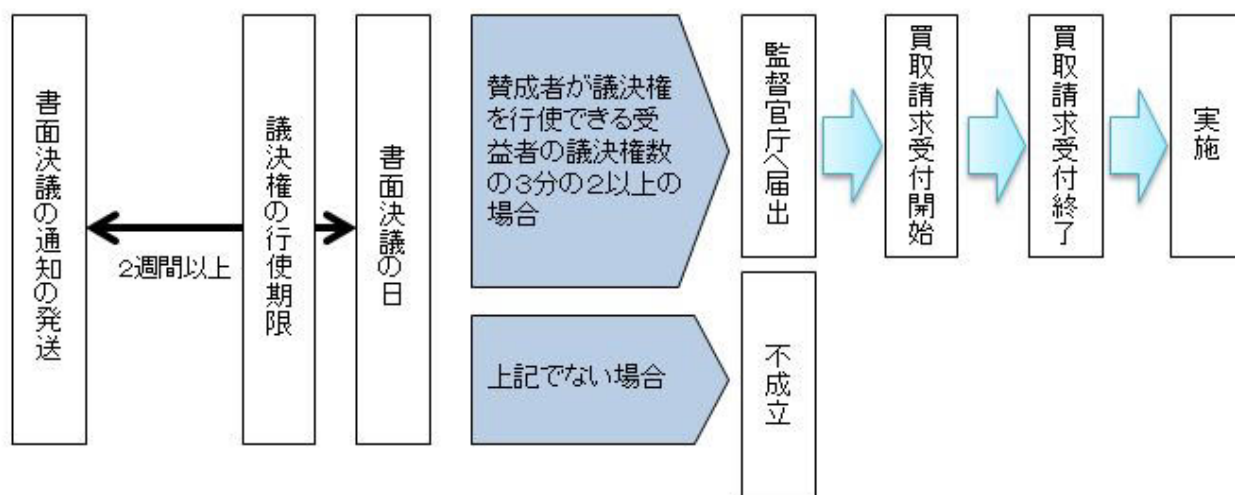 書面決議の通知の発送
2週間以上
議決権の行使期限
書面決議の日
賛成者が議決権
を行使できる受
益者の議決権数
の3分の2以上の
場合
監督官庁へ届出
買取請求受付開始
買取請求受付終了
実施
上記でない場合
不成立